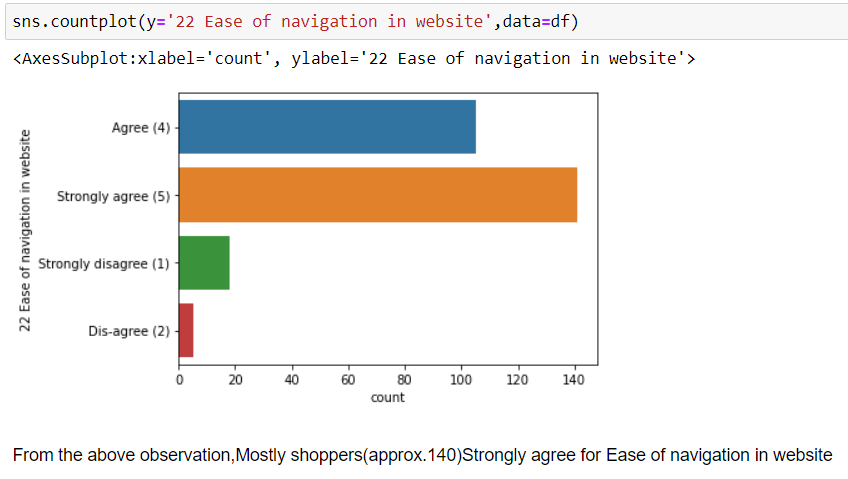 sns.countplot(y='22 Ease of navigation in website',data=df)
<AxesSubplot:xlabel='count', ylabel='22 Ease of navigation in website'>
22 Ease of navigation in website
Agree (4)
Strongly agree (5)
Strongly disagree (1)
Dis-agree (2)
0 20 40 60 80 100 120 140
count
From the above observation,Mostly shoppers(approx.140)Strongly agree for Ease of navigation in website